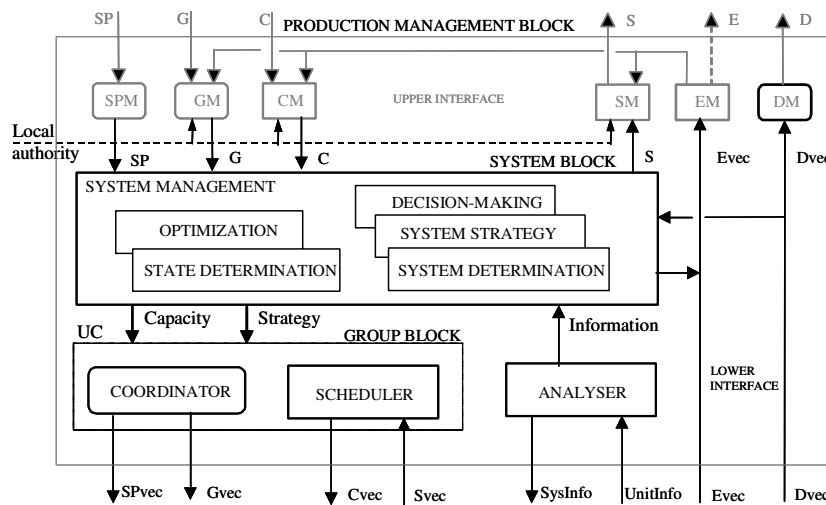 SP G C PRODUCTION MANAGEMENT BLOCK S E D
SPM GM CM UPPER INTERFACE SM EM DM
Local
authority
SP G C SYSTEM BLOCK S Evec Dvec
SYSTEM MANAGEMENT
DECISION-MAKING
OPTIMIZATION SYSTEM STRATEGY
STATE DETERMINATION SYSTEM DETERMINATION
Capacity Strategy Information
UC GROUP BLOCK
LOWER
INTERFACE
COORDINATOR SCHEDULER ANALYSER
SPvec Gvec Cvec Svec SysInfo UnitInfo Evec Dvec